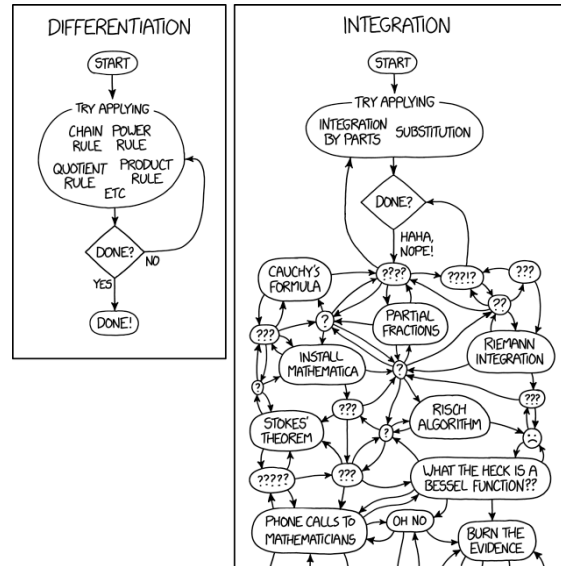 DIFFERENTIATION
START
TRY APPLYING
CHAIN RULE
POWER RULE
QUOTIENT RULE
PRODUCT RULE
ETC
DONE?
NO
YES
DONE!
INTEGRATION
START
TRY APPLYING
INTEGRATION
BY PARTS
SUBSTITUTION
DONE?
HAHA,
NOPE!
CAUCHY'S
FORMULA
????
???!?
???
??
???
?
PARTIAL
FRACTIONS
RIEMANN
INTEGRATION
INSTALL
MATHEMATICA
?
?
???
???
STOKES'
THEOREM
?
RISCH
ALGORITHM
?????
???
WHAT THE HECK IS A
BESSEL FUNCTION??
PHONE CALLS TO
MATHEMATICIANS
OH NO
BURN THE
EVIDENCE